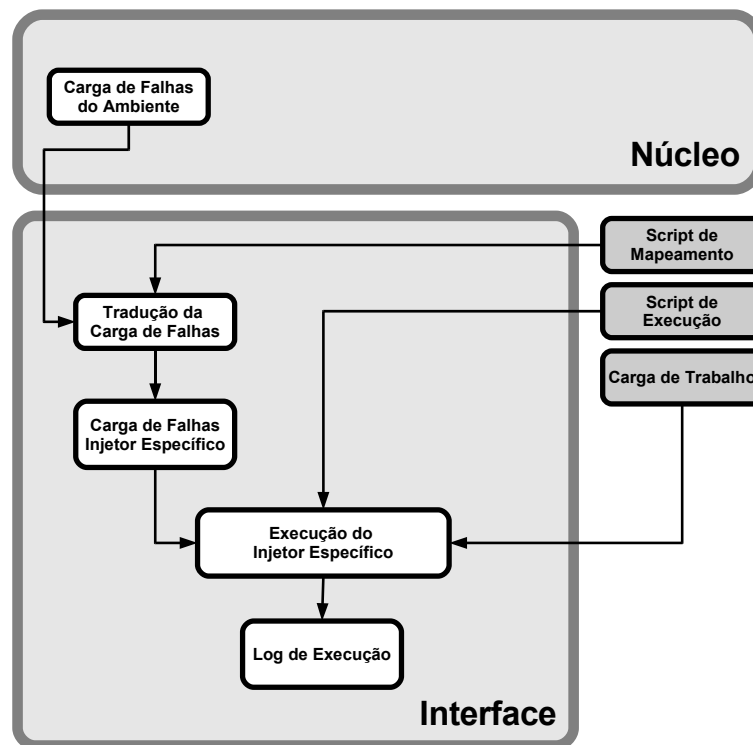 Carga de Falhas
do Ambiente
Núcleo
Script de
Mapeamento
Tradução da
Carga de Falhas
Script de
Execução
Carga de Trabalho
Carga de Falhas
Injetor Específico
Execução do
Injetor Específico
Log de Execução
Interface